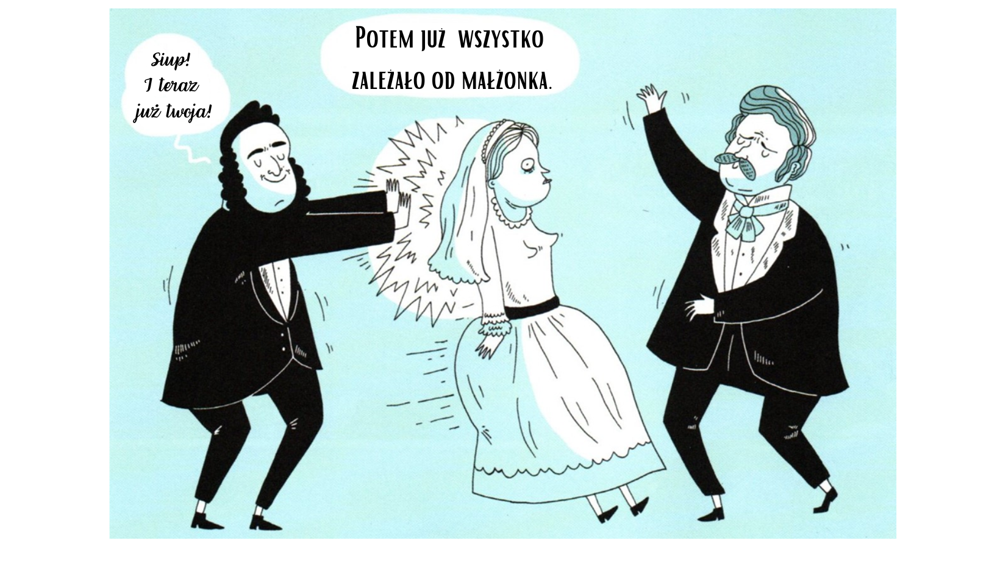 Siup!
I teraz
już twoja!
Potem już wszystko
zależało od małżonka.